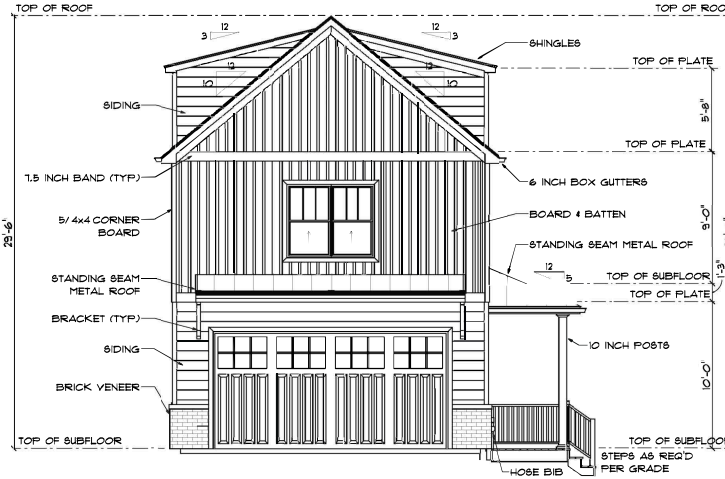 TOP OF ROOF
TOP OF ROO
12
3
12
3
SHINGLES
TOP OF PLATE
12
10
12
10
SIDING
5'-8"
TOP OF PLATE
7.5 INCH BAND (TYP)
6 INCH BOX GUTTERS
5/4x4 CORNER
BOARD
BOARD & BATTEN
9'-0"
29'-6"
STANDING SEAM METAL ROOF
STANDING SEAM
METAL ROOF
12
5
TOP OF SUBFLOOR
1'-3"
TOP OF PLATE
BRACKET (TYP)
SIDING
10 INCH POSTS
BRICK VENEER
10'-0"
TOP OF SUBFLOOR
TOP OF SUBFLOO
HOSE BIB
STEPS AS REQ'D
PER GRADE